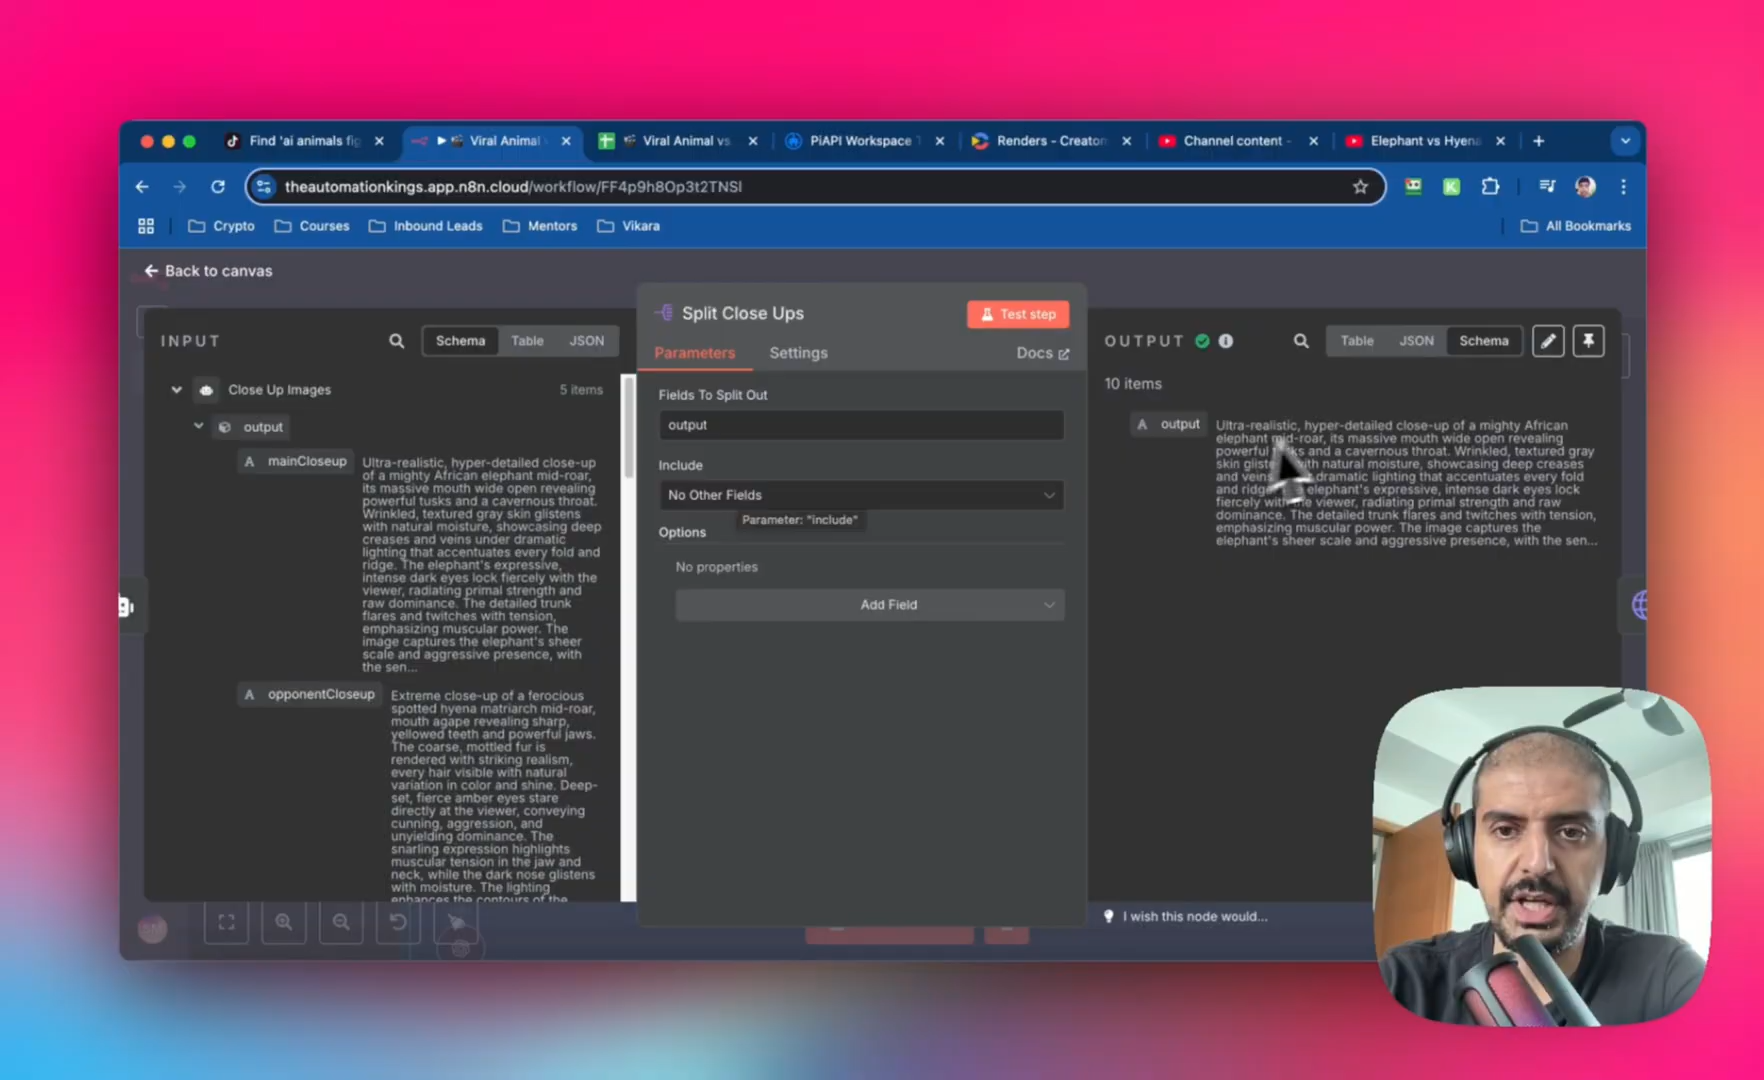 Find 'ai animals fig
Viral Animal
Viral Animal vs.
PiAPI Workspace
Renders - Creatom
Channel content -
Elephant vs Hyena
theautomationkings.app.n8n.cloud/workflow/FF4p9h8Op3t2TNSI
Crypto
Courses
Inbound Leads
Mentors
Vikara
All Bookmarks
Back to canvas
INPUT
Schema
Table
JSON
Close Up Images
5 items
output
A mainCloseup
Ultra-realistic, hyper-detailed close-up
of a mighty African elephant mid-roar,
its massive mouth wide open revealing
powerful tusks and a cavernous throat.
Wrinkled, textured gray skin glistens
with natural moisture, showcasing deep
creases and veins under dramatic
lighting that accentuates every fold and
ridge. The elephant's expressive,
intense dark eyes lock fiercely with the
viewer, radiating primal strength and
raw dominance. The detailed trunk
flares and twitches with tension,
emphasizing muscular power. The
image captures the elephant's sheer
scale and aggressive presence, with
the sen...
A opponentCloseup
Extreme close-up of a ferocious
spotted hyena matriarch mid-roar,
mouth agape revealing sharp,
yellowed teeth and powerful jaws.
The coarse, mottled fur is
rendered with striking realism,
every hair visible with natural
variation in color and shine. Deep-
set, fierce amber eyes stare
directly at the viewer, conveying
cunning, aggression, and
unyielding dominance. The
snarling expression highlights
muscular tension in the jaw and
neck, while the dark nose glistens
with moisture. The lighting
enhances the contours of the
Split Close Ups
Test step
Parameters
Settings
Docs
Fields To Split Out
output
Include
No Other Fields
Parameter: "include"
Options
No properties
Add Field
OUTPUT
Table
JSON
Schema
10 items
A output
Ultra-realistic, hyper-detailed close-up of a mighty African
elephant mid-roar, its massive mouth wide open revealing
powerful and a cavernous throat. Wrinkled, textured gray
skin with natural moisture, showcasing deep creases
and veins dramatic lighting that accentuates every fold
and elephant's expressive, intense dark eyes lock
fiercely with the viewer, radiating primal strength and raw
dominance. The detailed trunk flares and twitches with tension,
emphasizing muscular power. The image captures the
elephant's sheer scale and aggressive presence, with the sen...
I wish this node would...